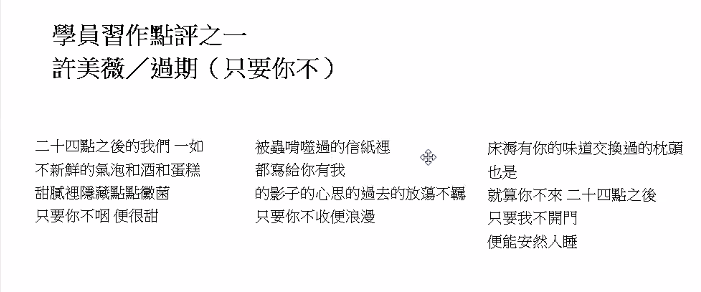 學員習作點評之一
許美薇／過期（只要你不）
二十四點之後的我們 一如
不新鮮的氣泡和酒和蛋糕
甜膩裡隱藏點點黴菌
只要你不咽 便很甜
被蟲啃噬過的信紙裡
都寫給你有我
的影子的心思的過去的放蕩不羈
只要你不收便浪漫
床褥有你的味道交換過的枕頭
也是
就算你不來 二十四點之後
只要我不開門
便能安然入睡